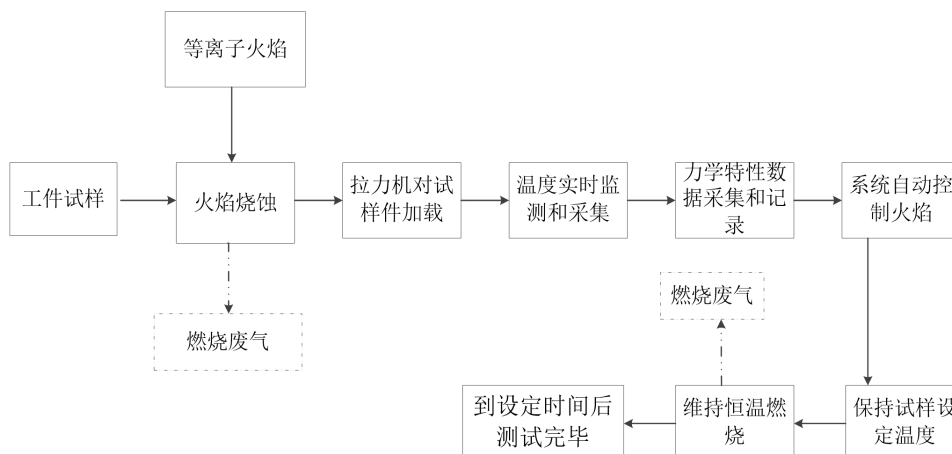 等离子火焰
工件试样
火焰烧蚀
拉力机对试
样件加载
温度实时监
测和采集
力学特性数
据采集和记
录
系统自动控
制火焰
燃烧废气
燃烧废气
到设定时间后
测试完毕
维持恒温燃
烧
保持试样设
定温度